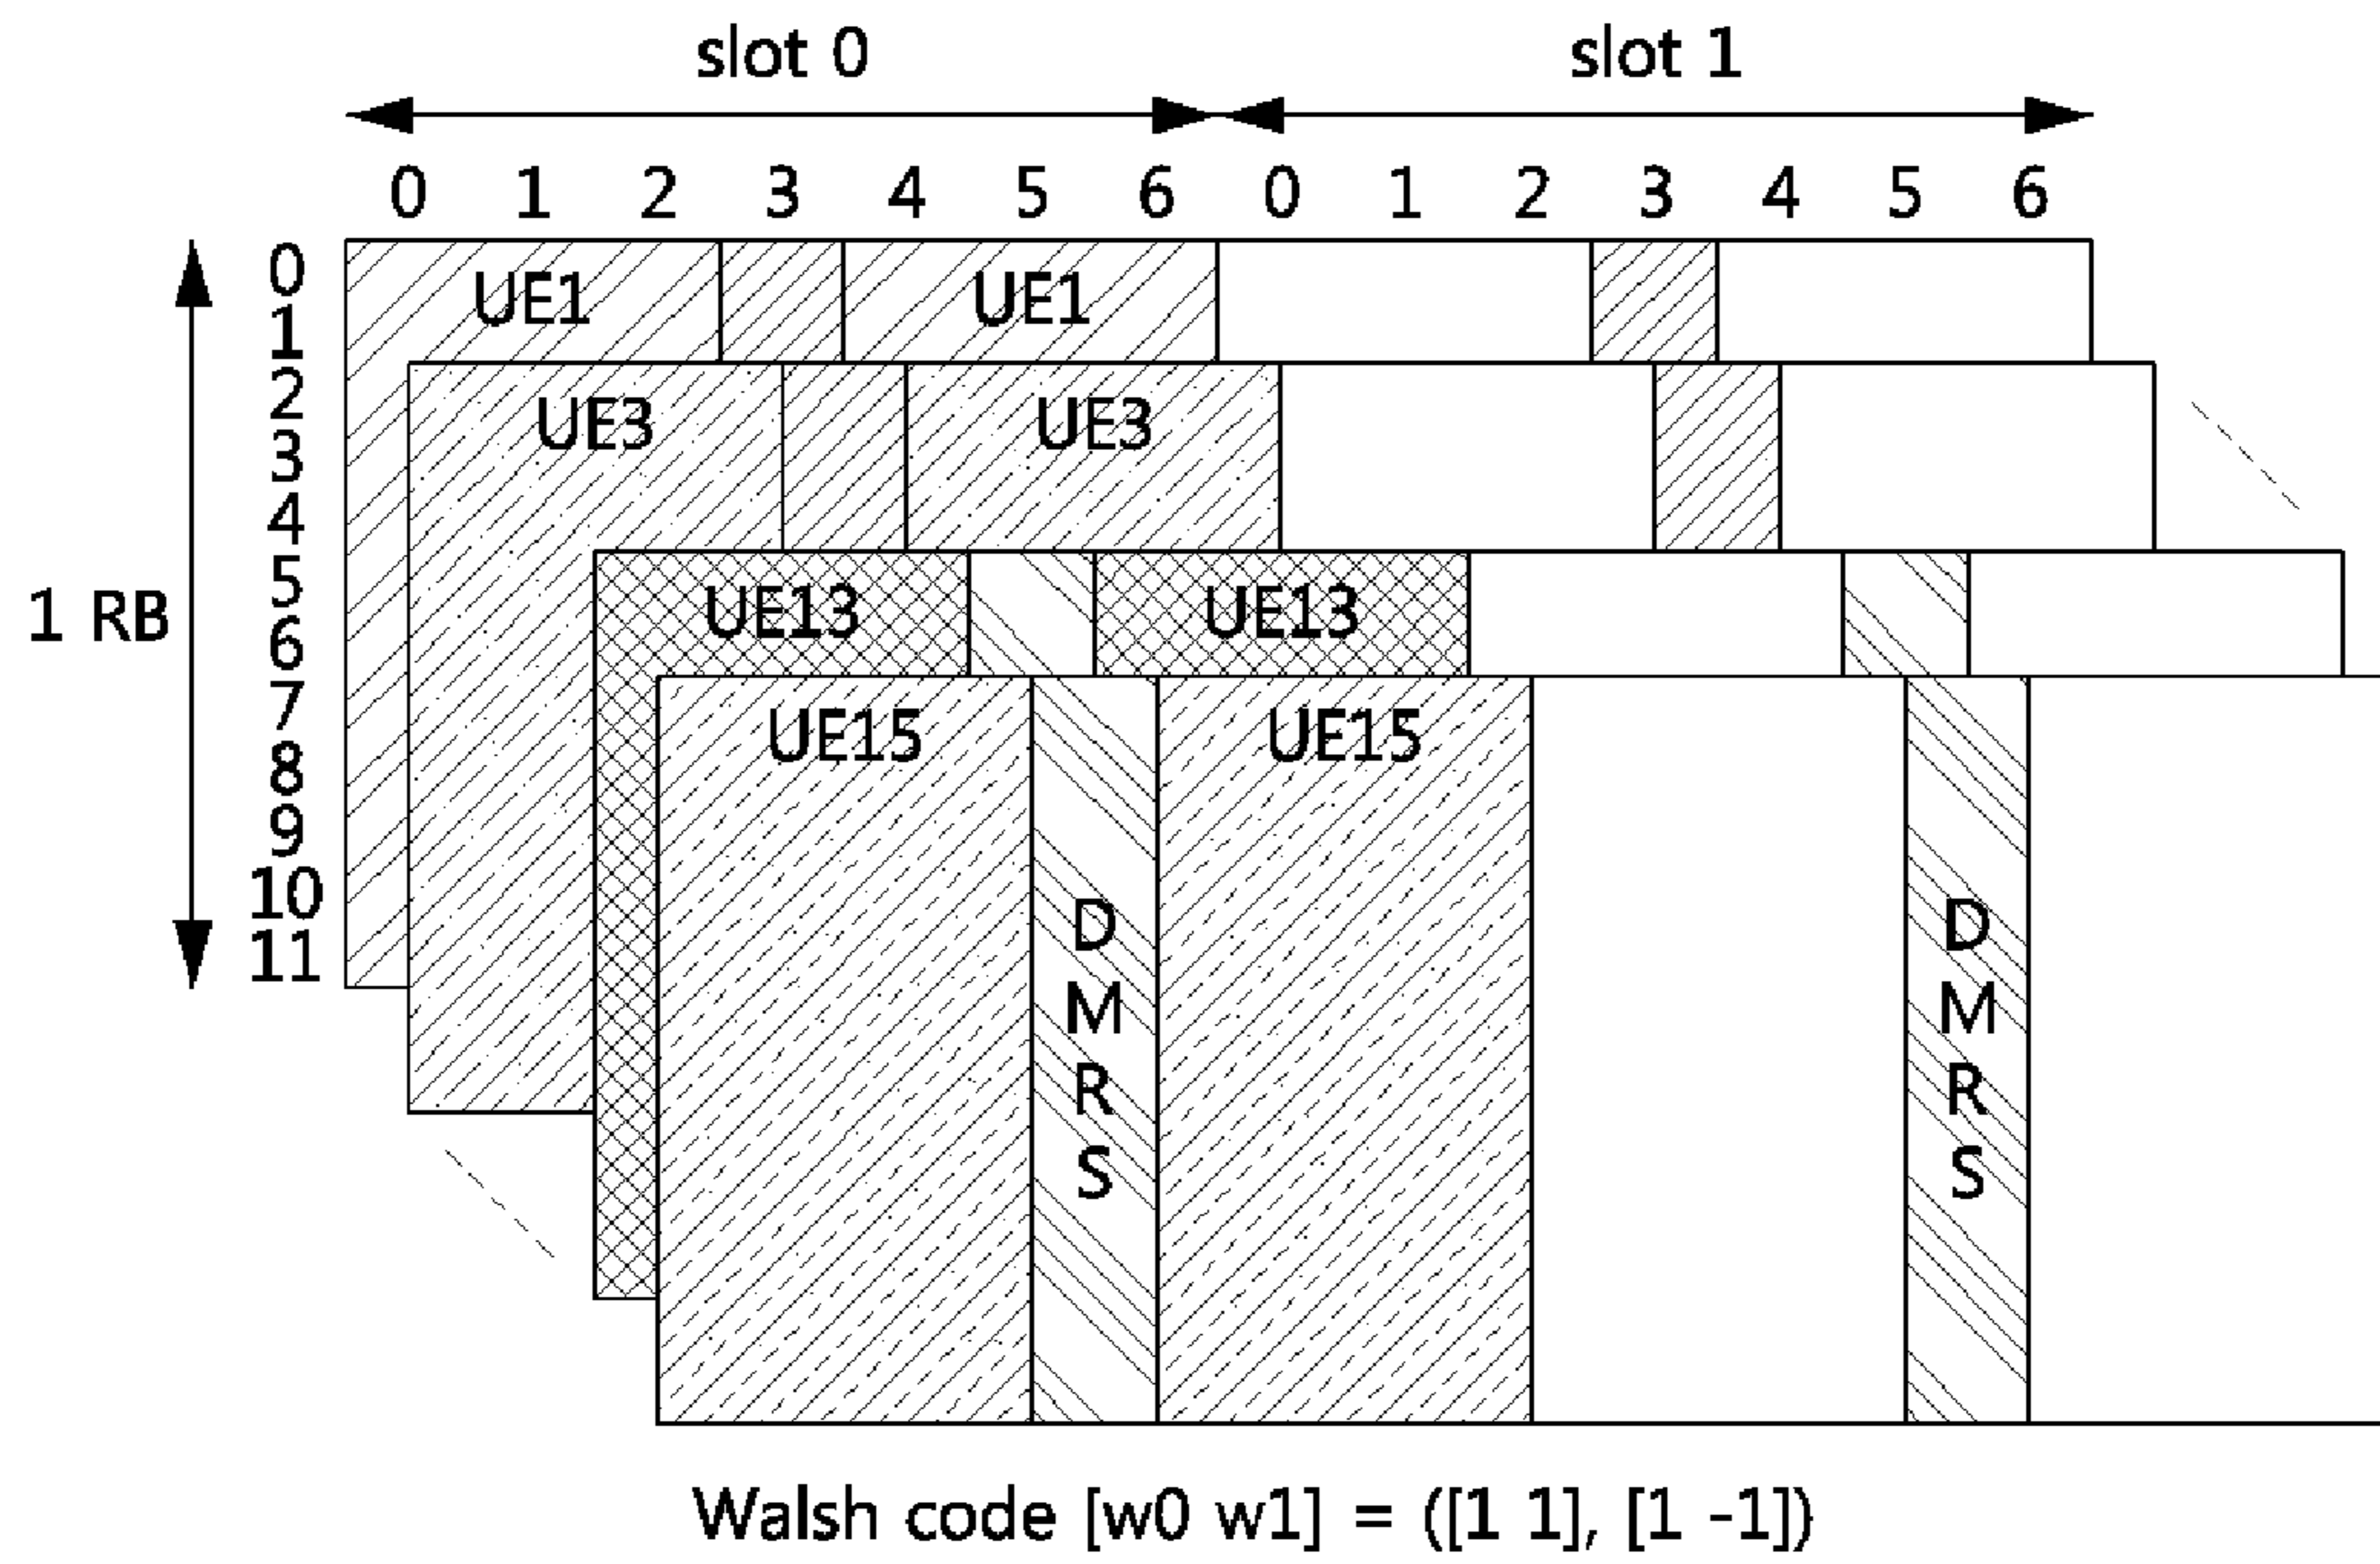 slot 0 slot 1
0 1 2 3 4 5 6 0 1 2 3 4 5 6
0
UE1 UE1
1
2
UE3 UE3
3
4
5
UE13 UE13
1 RB
6
7
UE15 UE15
8
9
10
11
D D
M M
R R
S S
Walsh code [w0 w1] = ([1 1], [1 -1])